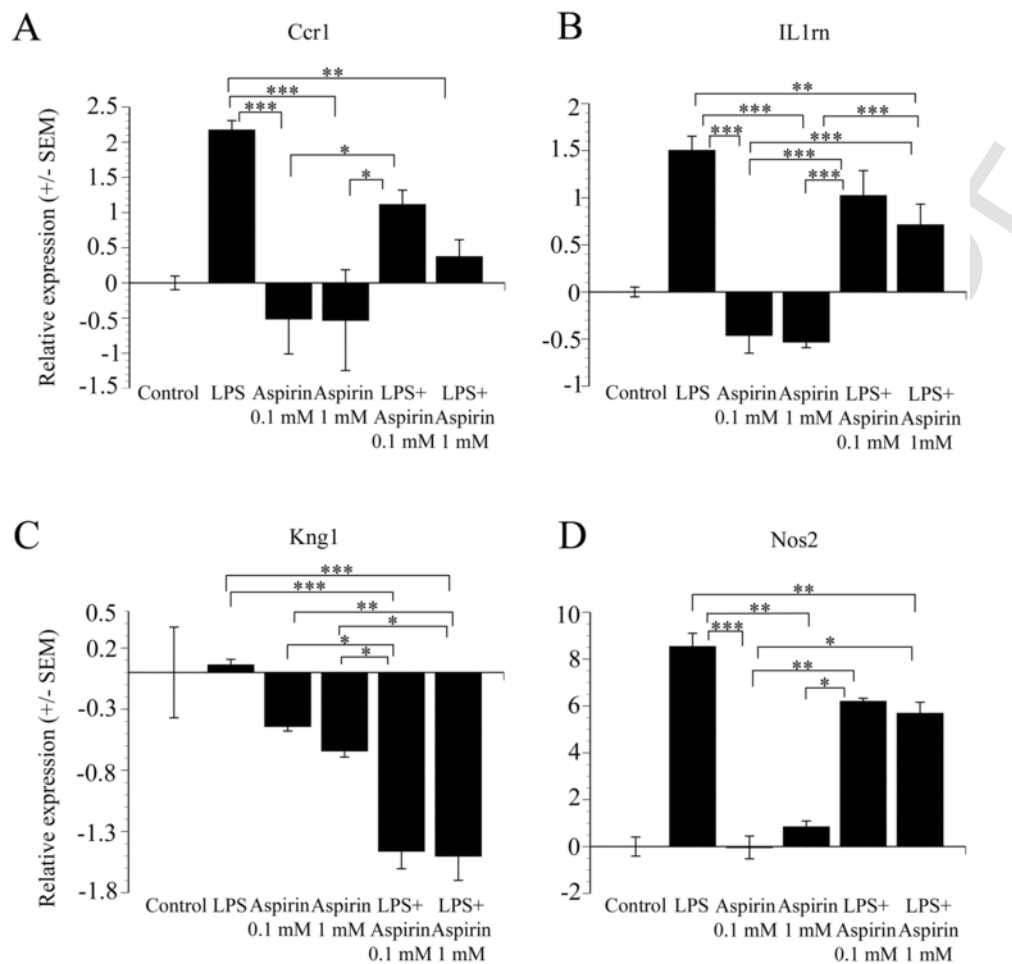 A
Ccr1
**
***
***
*
*
Relative expression (+/- SEM)
2.5
2
1.5
1
0.5
0
-0.5
-1
-1.5
Control LPS Aspirin Aspirin LPS+ LPS+
0.1 mM 1 mM Aspirin Aspirin
0.1 mM 1 mM
B
IL1rn
**
*** ***
*** ***
***
***
2
1.5
1
0.5
0
-0.5
-1
Control LPS Aspirin Aspirin LPS+ LPS+
0.1 mM 1 mM Aspirin Aspirin
0.1 mM 1mM
C
Kng1
***
***
**
*
*
*
Relative expression (+/- SEM)
0.5
0.2
-0.3
-0.8
-1.3
-1.8
Control LPS Aspirin Aspirin LPS+ LPS+
0.1 mM 1 mM Aspirin Aspirin
0.1 mM 1 mM
D
Nos2
**
**
*** *
**
*
10
8
6
4
2
0
-2
Control LPS Aspirin Aspirin LPS+ LPS+
0.1 mM 1 mM Aspirin Aspirin
0.1 mM 1 mM